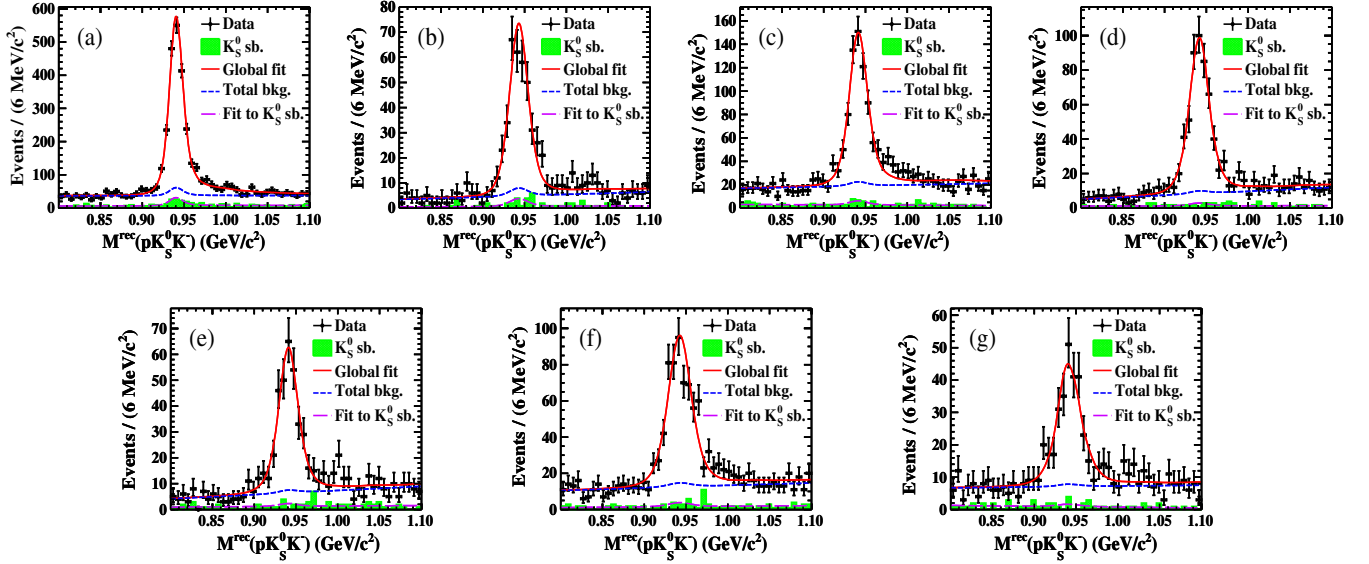 (a)
Events / (6 MeV/c²)
600
500
400
300
200
100
0
0.85 0.90 0.95 1.00 1.05 1.10
M^rec(pK_S^0K^-) (GeV/c²)
Data
K_S^0 sb.
Global fit
Total bkg.
Fit to K_S^0 sb.
(b)
Events / (6 MeV/c²)
80
70
60
50
40
30
20
10
0
0.85 0.90 0.95 1.00 1.05 1.10
M^rec(pK_S^0K^-) (GeV/c²)
Data
K_S^0 sb.
Global fit
Total bkg.
Fit to K_S^0 sb.
(c)
Events / (6 MeV/c²)
160
140
120
100
80
60
40
20
0
0.85 0.90 0.95 1.00 1.05 1.10
M^rec(pK_S^0K^-) (GeV/c²)
Data
K_S^0 sb.
Global fit
Total bkg.
Fit to K_S^0 sb.
(d)
Events / (6 MeV/c²)
100
80
60
40
20
0
0.85 0.90 0.95 1.00 1.05 1.10
M^rec(pK_S^0K^-) (GeV/c²)
Data
K_S^0 sb.
Global fit
Total bkg.
Fit to K_S^0 sb.
(e)
Events / (6 MeV/c²)
70
60
50
40
30
20
10
0
0.85 0.90 0.95 1.00 1.05 1.10
M^rec(pK_S^0K^-) (GeV/c²)
Data
K_S^0 sb.
Global fit
Total bkg.
Fit to K_S^0 sb.
(f)
Events / (6 MeV/c²)
100
80
60
40
20
0
0.85 0.90 0.95 1.00 1.05 1.10
M^rec(pK_S^0K^-) (GeV/c²)
Data
K_S^0 sb.
Global fit
Total bkg.
Fit to K_S^0 sb.
(g)
Events / (6 MeV/c²)
60
50
40
30
20
10
0
0.85 0.90 0.95 1.00 1.05 1.10
M^rec(pK_S^0K^-) (GeV/c²)
Data
K_S^0 sb.
Global fit
Total bkg.
Fit to K_S^0 sb.